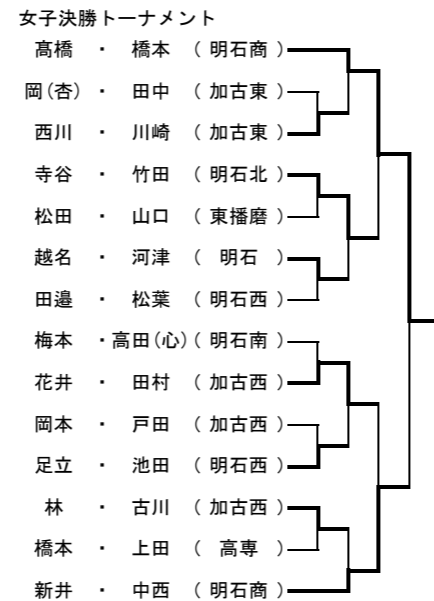 女子決勝トーナメント
髙橋 ・ 橋本 ( 明石商 )
岡(杏) ・ 田中 ( 加古東 )
西川 ・ 川崎 ( 加古東 )
寺谷 ・ 竹田 ( 明石北 )
松田 ・ 山口 ( 東播磨 )
越名 ・ 河津 ( 明石 )
田邉 ・ 松葉 ( 明石西 )
梅本 ・ 高田(心) ( 明石南 )
花井 ・ 田村 ( 加古西 )
岡本 ・ 戸田 ( 加古西 )
足立 ・ 池田 ( 明石西 )
林 ・ 古川 ( 加古西 )
橋本 ・ 上田 ( 高専 )
新井 ・ 中西 ( 明石商 )